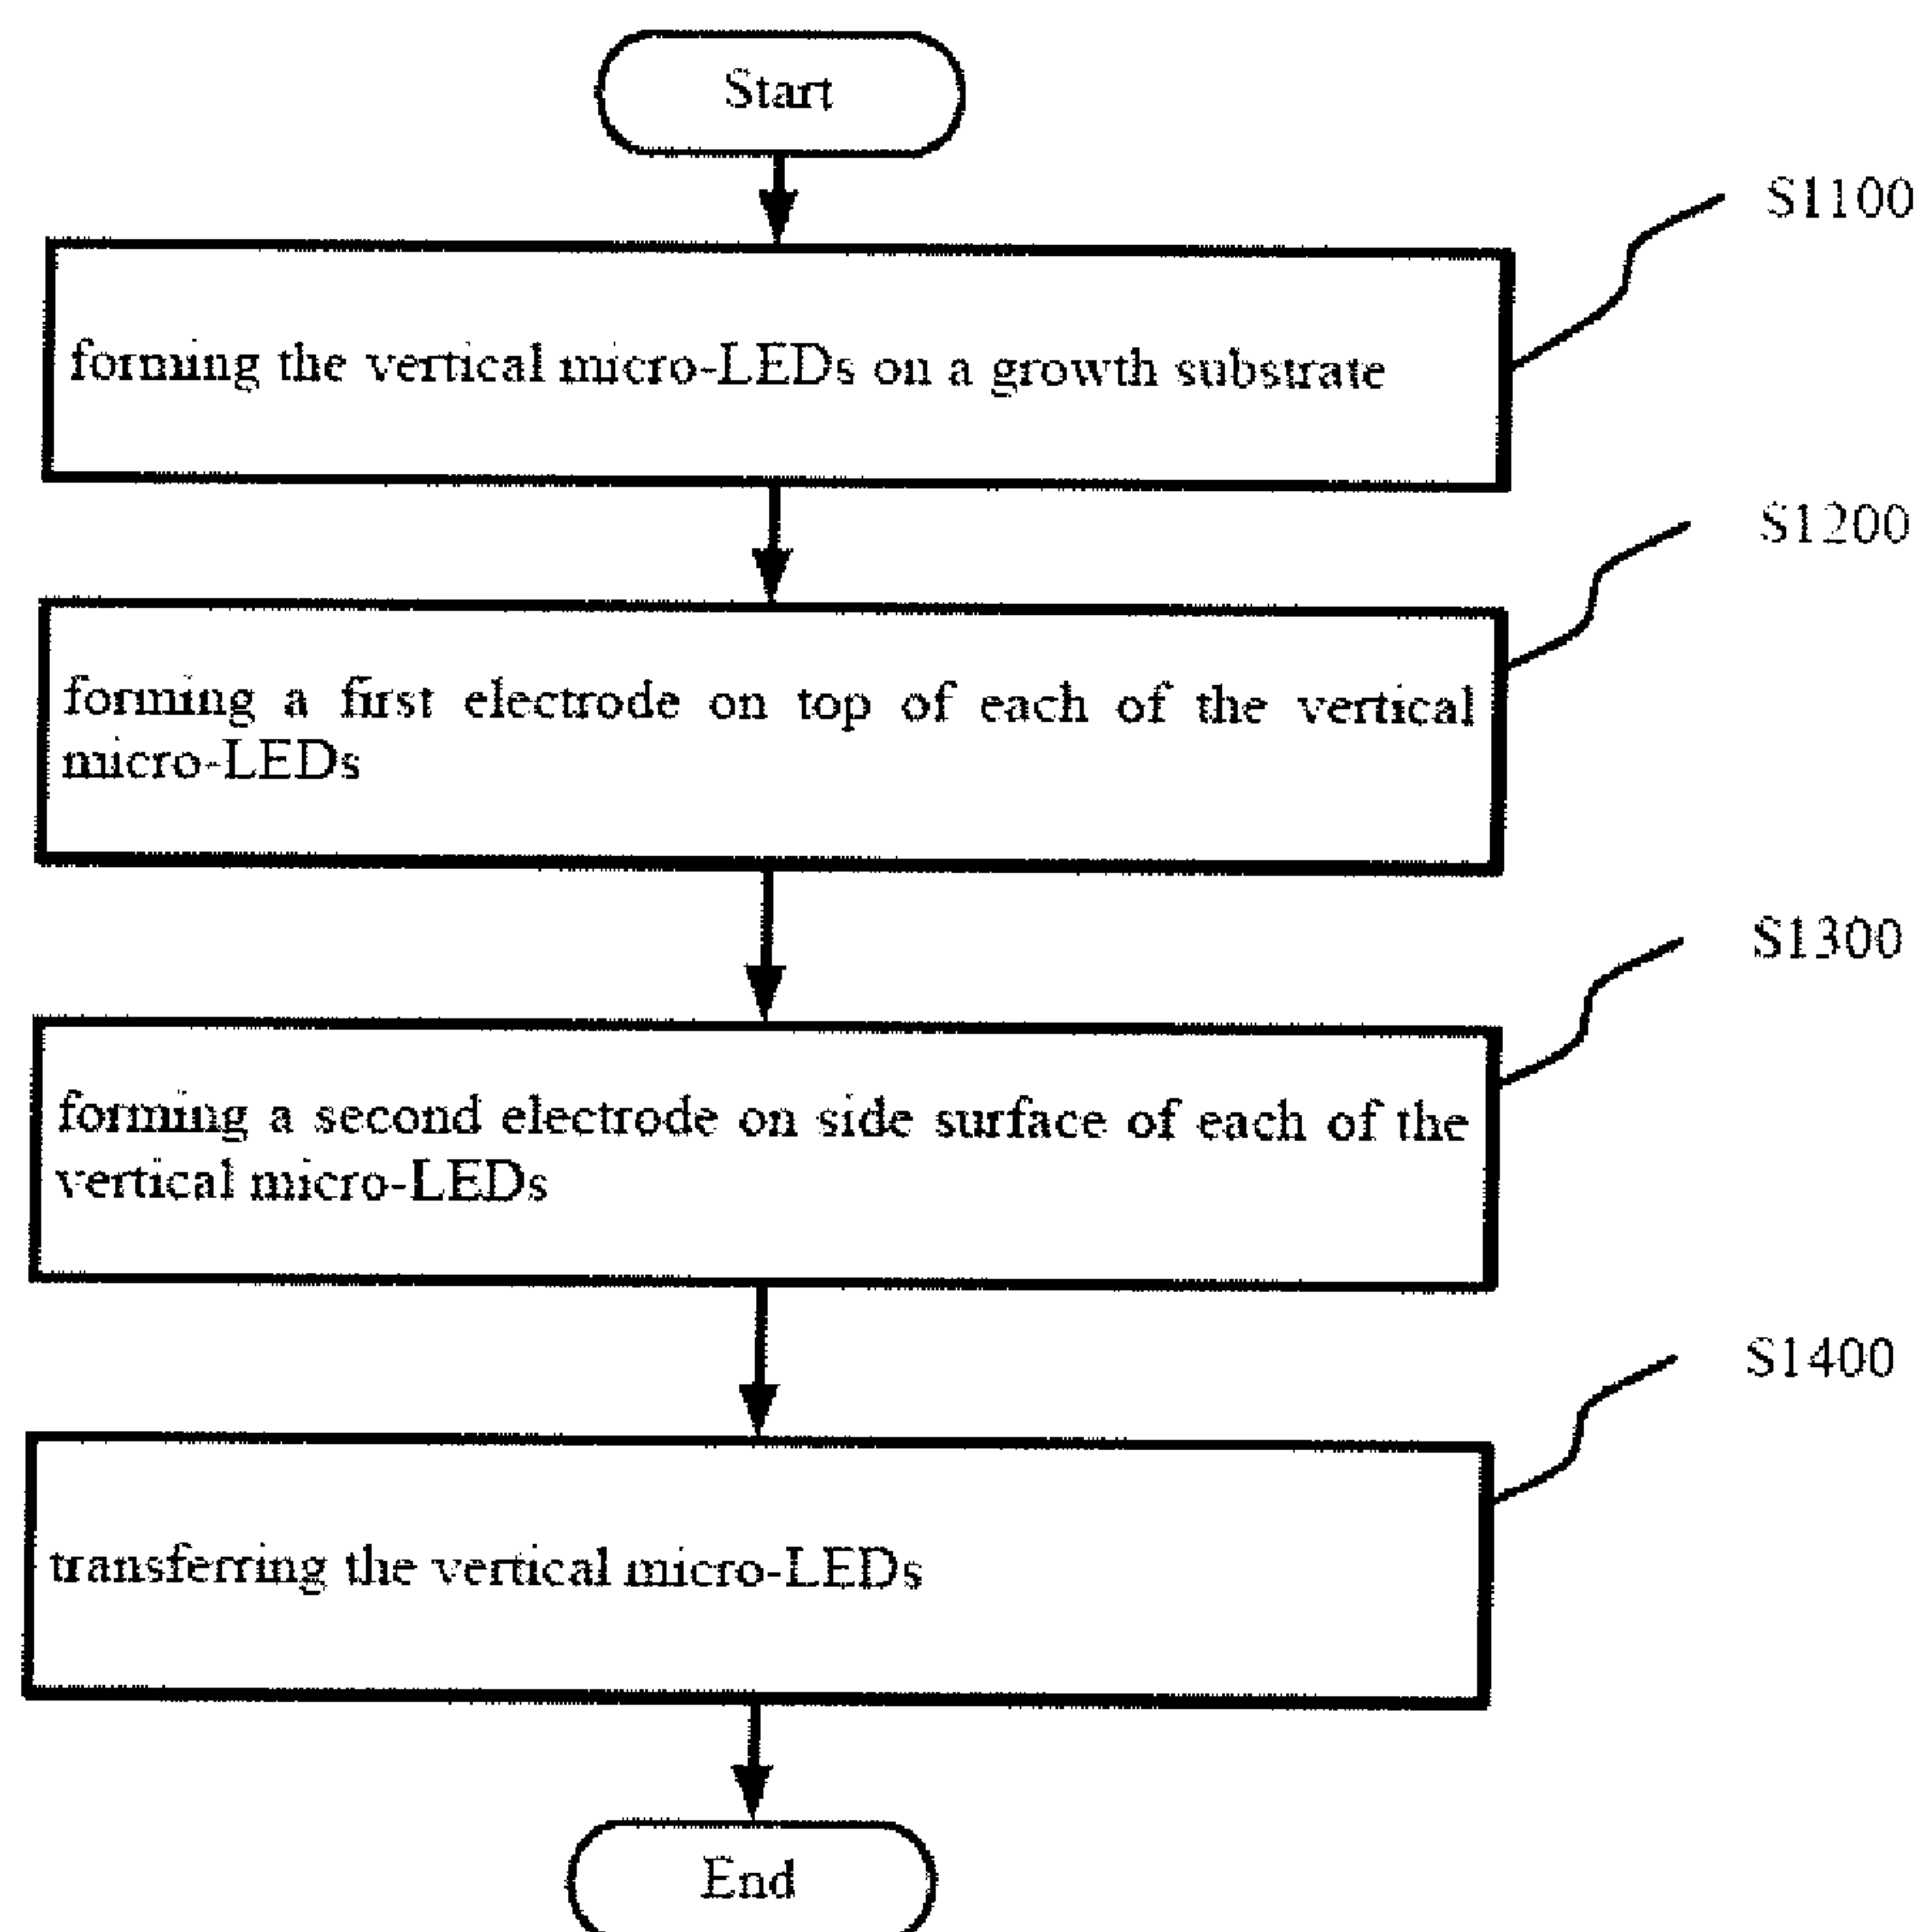 Start
S1100
forming the vertical micro-LEDs on a growth substrate
S1200
forming a first electrode on top of each of the vertical
micro-LEDs
S1300
forming a second electrode on side surface of each of the
vertical micro-LEDs
S1400
transferring the vertical micro-LEDs
End